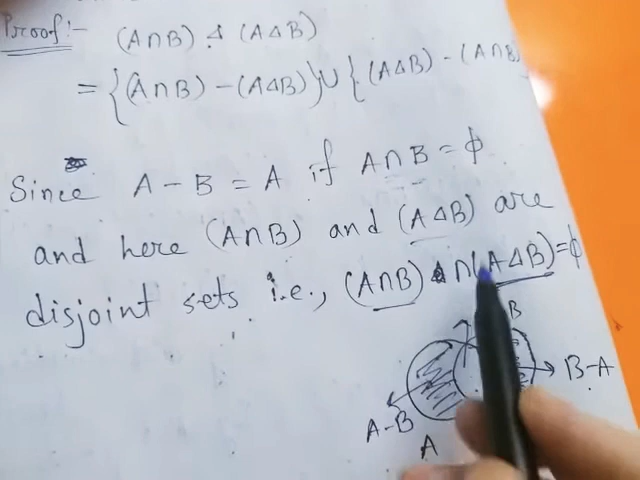 Proof:- (A∩B) Δ (AΔB)
= {(A∩B) - (AΔB)} ∪ {(AΔB) - (A∩B)
Since A - B = A if A∩B = ϕ
and here (A∩B) and (AΔB) are
disjoint sets i.e., (A∩B) ∩ (AΔB) = ϕ
B
B-A
A-B
A